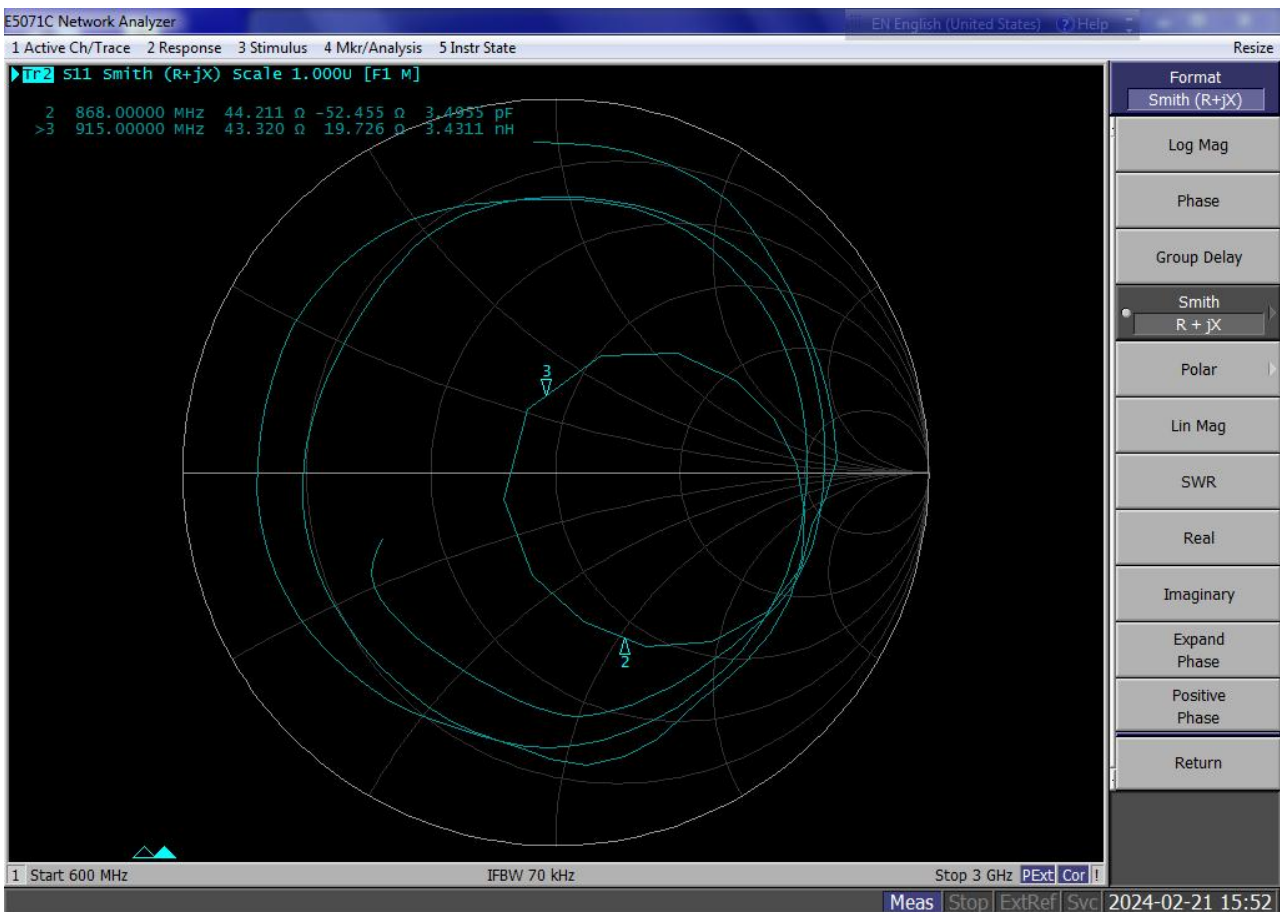 E5071C Network Analyzer
EN English (United States) ? Help
1 Active Ch/Trace 2 Response 3 Stimulus 4 Mkr/Analysis 5 Instr State
Resize
Tr2 S11 Smith (R+jX) Scale 1.000U [F1 M]
2 868.00000 MHz 44.211 Ω -52.455 Ω 3.4955 pF
>3 915.00000 MHz 43.320 Ω 19.726 Ω 3.4311 nH
3
2
Format
Smith (R+jX)
Log Mag
Phase
Group Delay
Smith
R + jX
Polar
Lin Mag
SWR
Real
Imaginary
Expand
Phase
Positive
Phase
Return
1 Start 600 MHz
IFBW 70 kHz
Stop 3 GHz PExt Cor !
Meas Stop ExtRef Svc 2024-02-21 15:52